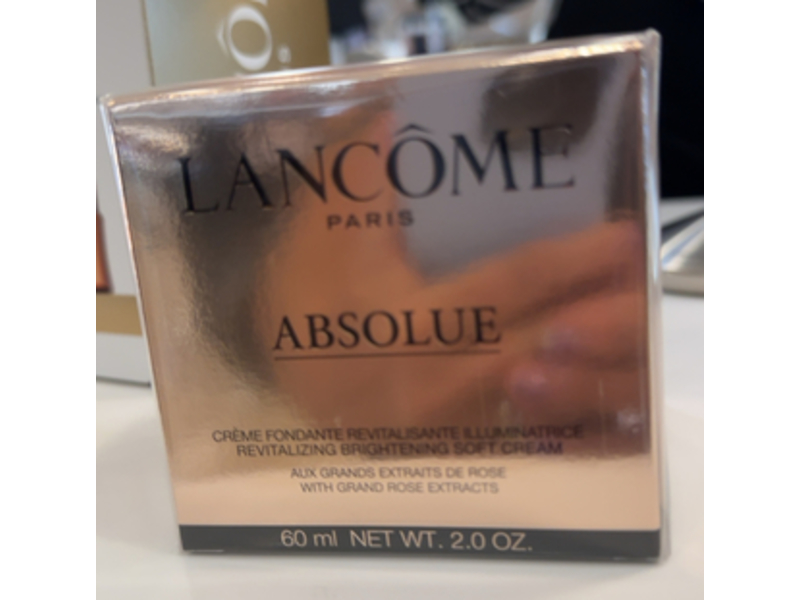 LANCÔME
PARIS
ABSOLUE
CRÈME FONDANTE REVITALISANTE ILLUMINATRICE
REVITALIZING BRIGHTENING SOFT CREAM
AUX GRANDS EXTRAITS DE ROSE
WITH GRAND ROSE EXTRACTS
60 ml NET WT. 2.0 OZ.